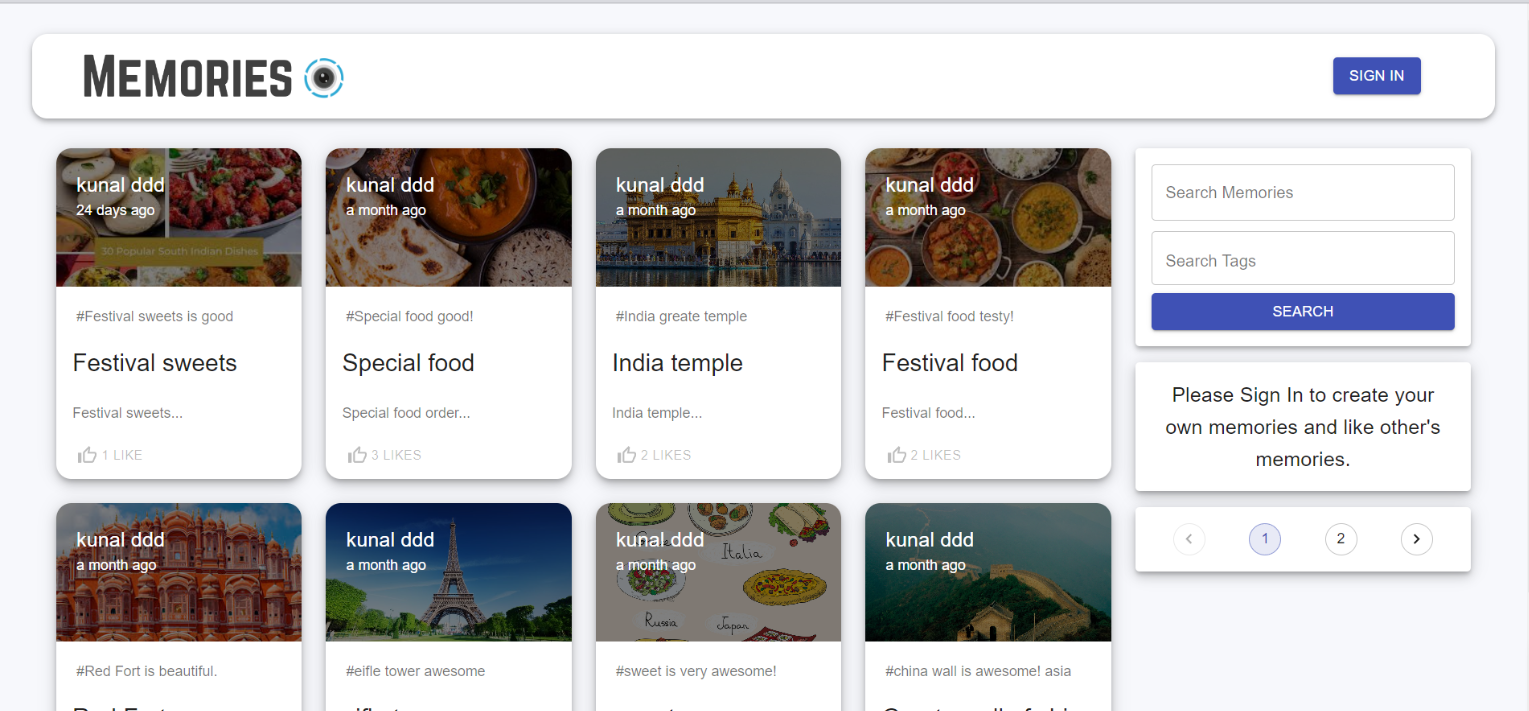 MEMORIES
SIGN IN
kunal ddd
24 days ago
30 Popular South Indian Dishes
#Festival sweets is good
Festival sweets
Festival sweets...
1 LIKE
kunal ddd
a month ago
#Special food good!
Special food
Special food order...
3 LIKES
kunal ddd
a month ago
#India greate temple
India temple
India temple...
2 LIKES
kunal ddd
a month ago
#Festival food testy!
Festival food
Festival food...
2 LIKES
Search Memories
Search Tags
SEARCH
Please Sign In to create your
own memories and like other's
memories.
1
2
kunal ddd
a month ago
#Red Fort is beautiful.
kunal ddd
a month ago
#eifle tower awesome
kunal ddd
a month ago
Italia
Russia
Japan
#sweet is very awesome!
kunal ddd
a month ago
#china wall is awesome! asia